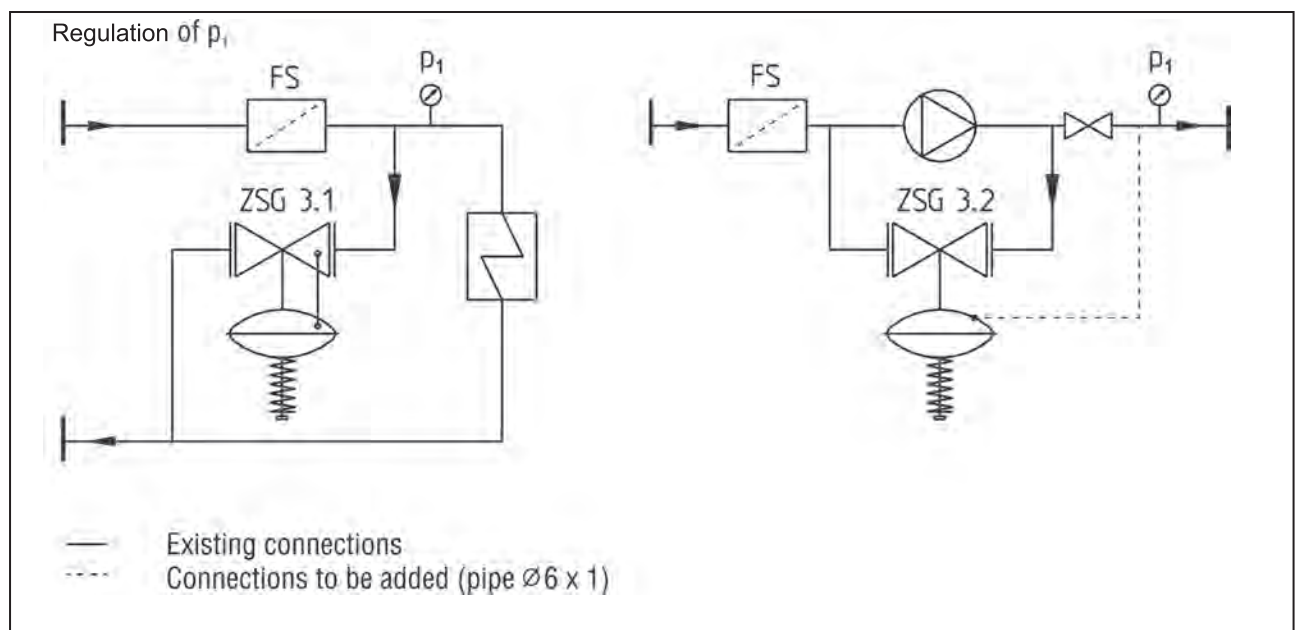 Regulation of p₁
FS
p₁
ZSG 3.1
FS
p₁
ZSG 3.2
Existing connections
Connections to be added (pipe ∅6 x 1)